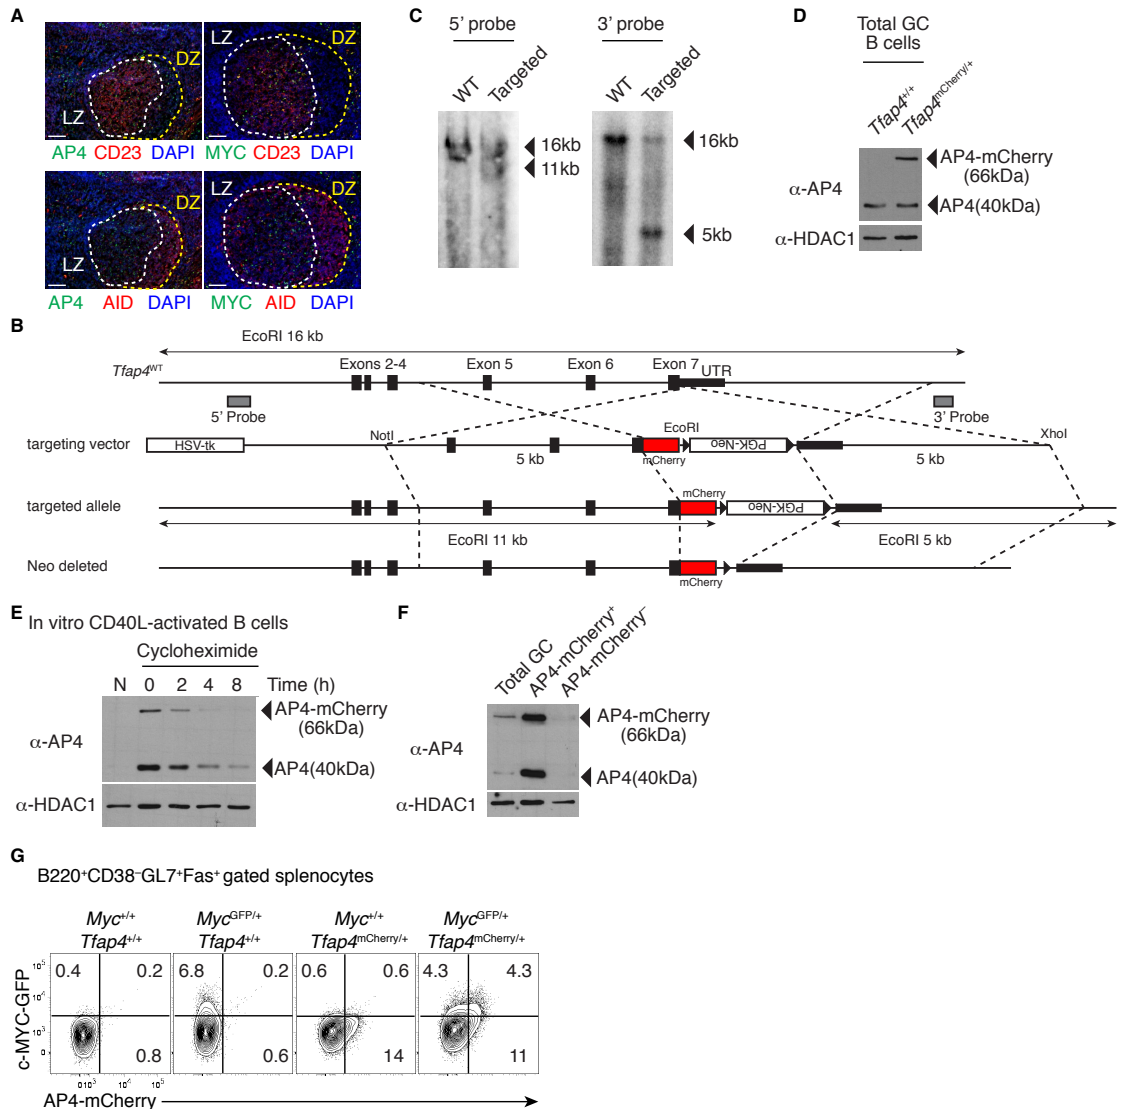 A
LZ
DZ
AP4 CD23 DAPI
LZ
DZ
MYC CD23 DAPI
LZ
DZ
AP4 AID DAPI
LZ
DZ
MYC AID DAPI
C
5' probe
3' probe
WT
Targeted
WT
Targeted
16kb
11kb
16kb
5kb
D
Total GC
B cells
Tfap4+/+
Tfap4mCherry/+
α-AP4
AP4-mCherry
(66kDa)
AP4(40kDa)
α-HDAC1
B
EcoRI 16 kb
Tfap4WT
Exons 2-4
Exon 5
Exon 6
Exon 7
UTR
5' Probe
3' Probe
targeting vector
HSV-tk
NotI
5 kb
EcoRI
mCherry
PGK-Neo
5 kb
XhoI
targeted allele
mCherry
PGK-Neo
EcoRI 11 kb
EcoRI 5 kb
Neo deleted
mCherry
E
In vitro CD40L-activated B cells
Cycloheximide
N 0 2 4 8 Time (h)
α-AP4
AP4-mCherry
(66kDa)
AP4(40kDa)
α-HDAC1
F
Total GC
AP4-mCherry+
AP4-mCherry−
α-AP4
AP4-mCherry
(66kDa)
AP4(40kDa)
α-HDAC1
G
B220+CD38−GL7+Fas+ gated splenocytes
Myc+/+
Tfap4+/+
MycGFP/+
Tfap4+/+
Myc+/+
Tfap4mCherry/+
MycGFP/+
Tfap4mCherry/+
c-MYC-GFP
10⁵
10⁴
10³
0
0.4 0.2
0.8
6.8 0.2
0.6
0.6 0.6
14
4.3 4.3
11
0 10³ 10⁴ 10⁵
AP4-mCherry